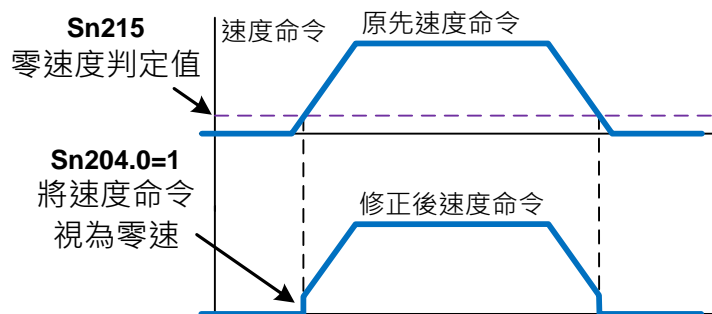 Sn215
零速度判定值
速度命令
原先速度命令
Sn204.0=1
將速度命令
視為零速
修正後速度命令